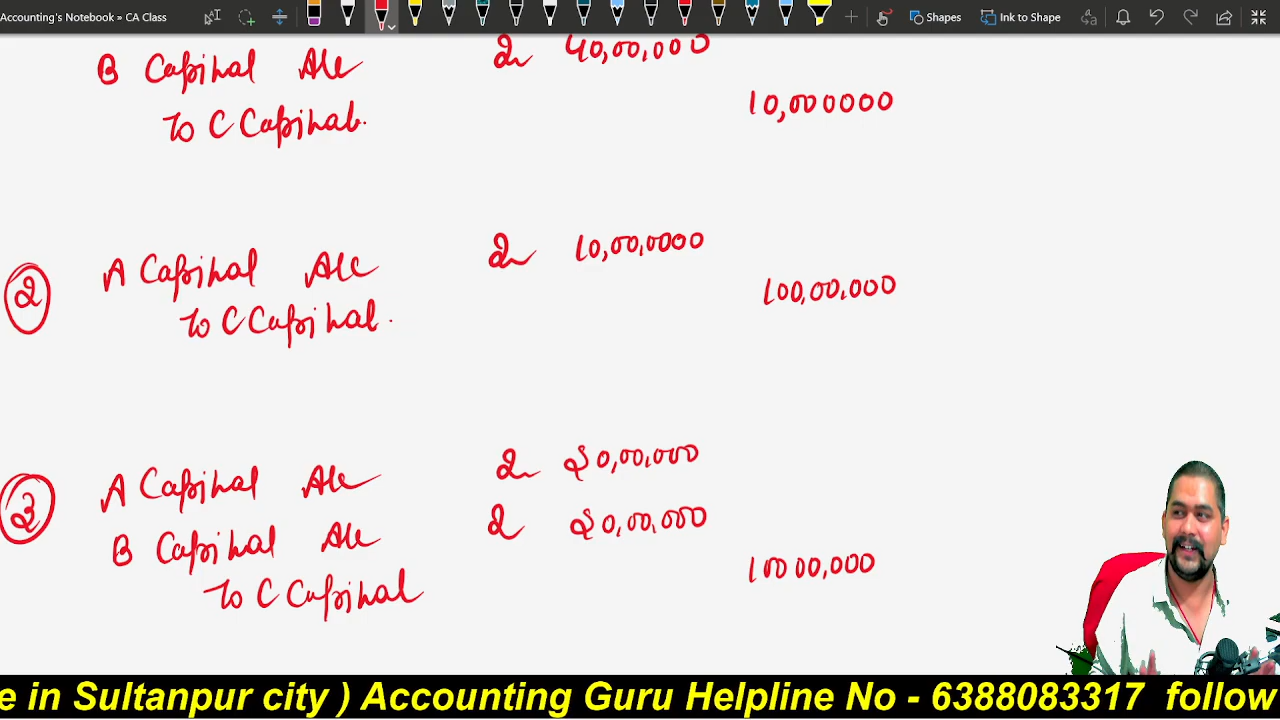 Accounting's Notebook » CA Class
Shapes
Ink to Shape
B Capital A/c Dr 40,00,000
To C Capital. 10,000000
② A Capital A/c Dr 10,00,0000
To C Capital. 100,00,000
③ A Capital A/c Dr 50,00,000
B Capital A/c Dr 50,00,000
To C Capital 10000,000
e in Sultanpur city ) Accounting Guru Helpline No - 6388083317 follow